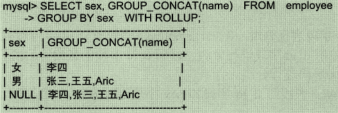 mysql> SELECT sex, GROUP_CONCAT(name) FROM employee
-> GROUP BY sex WITH ROLLUP;
+--------+------------------------------+
| sex | GROUP_CONCAT(name) |
+--------+------------------------------+
| 女 | 李四 |
| 男 | 张三,王五,Aric |
| NULL | 李四,张三,王五,Aric |
+--------+------------------------------+